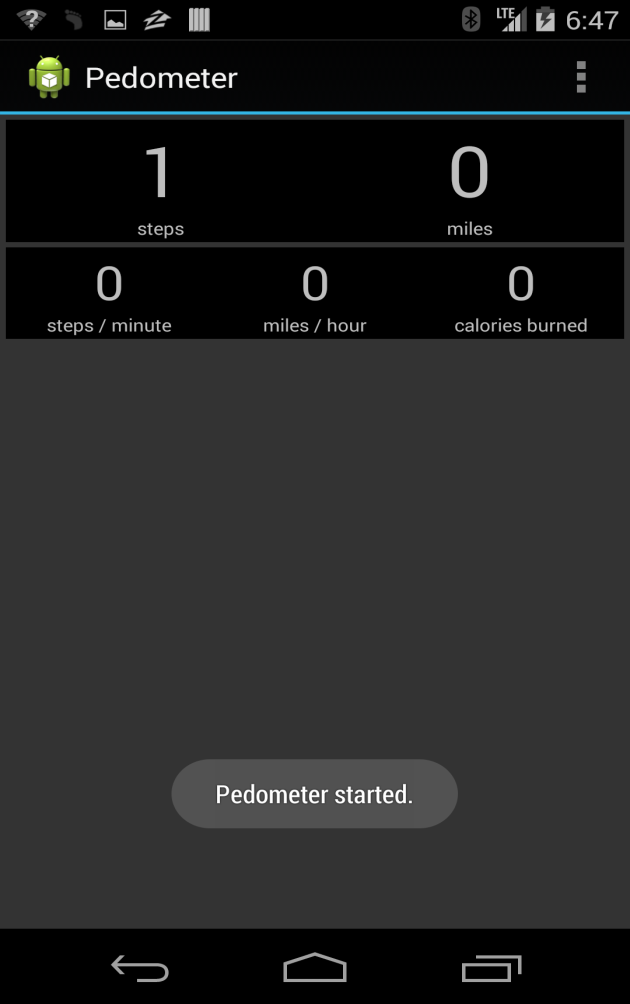 LTE 6:47
Pedometer
1 0
steps miles
0 0 0
steps / minute miles / hour calories burned
Pedometer started.